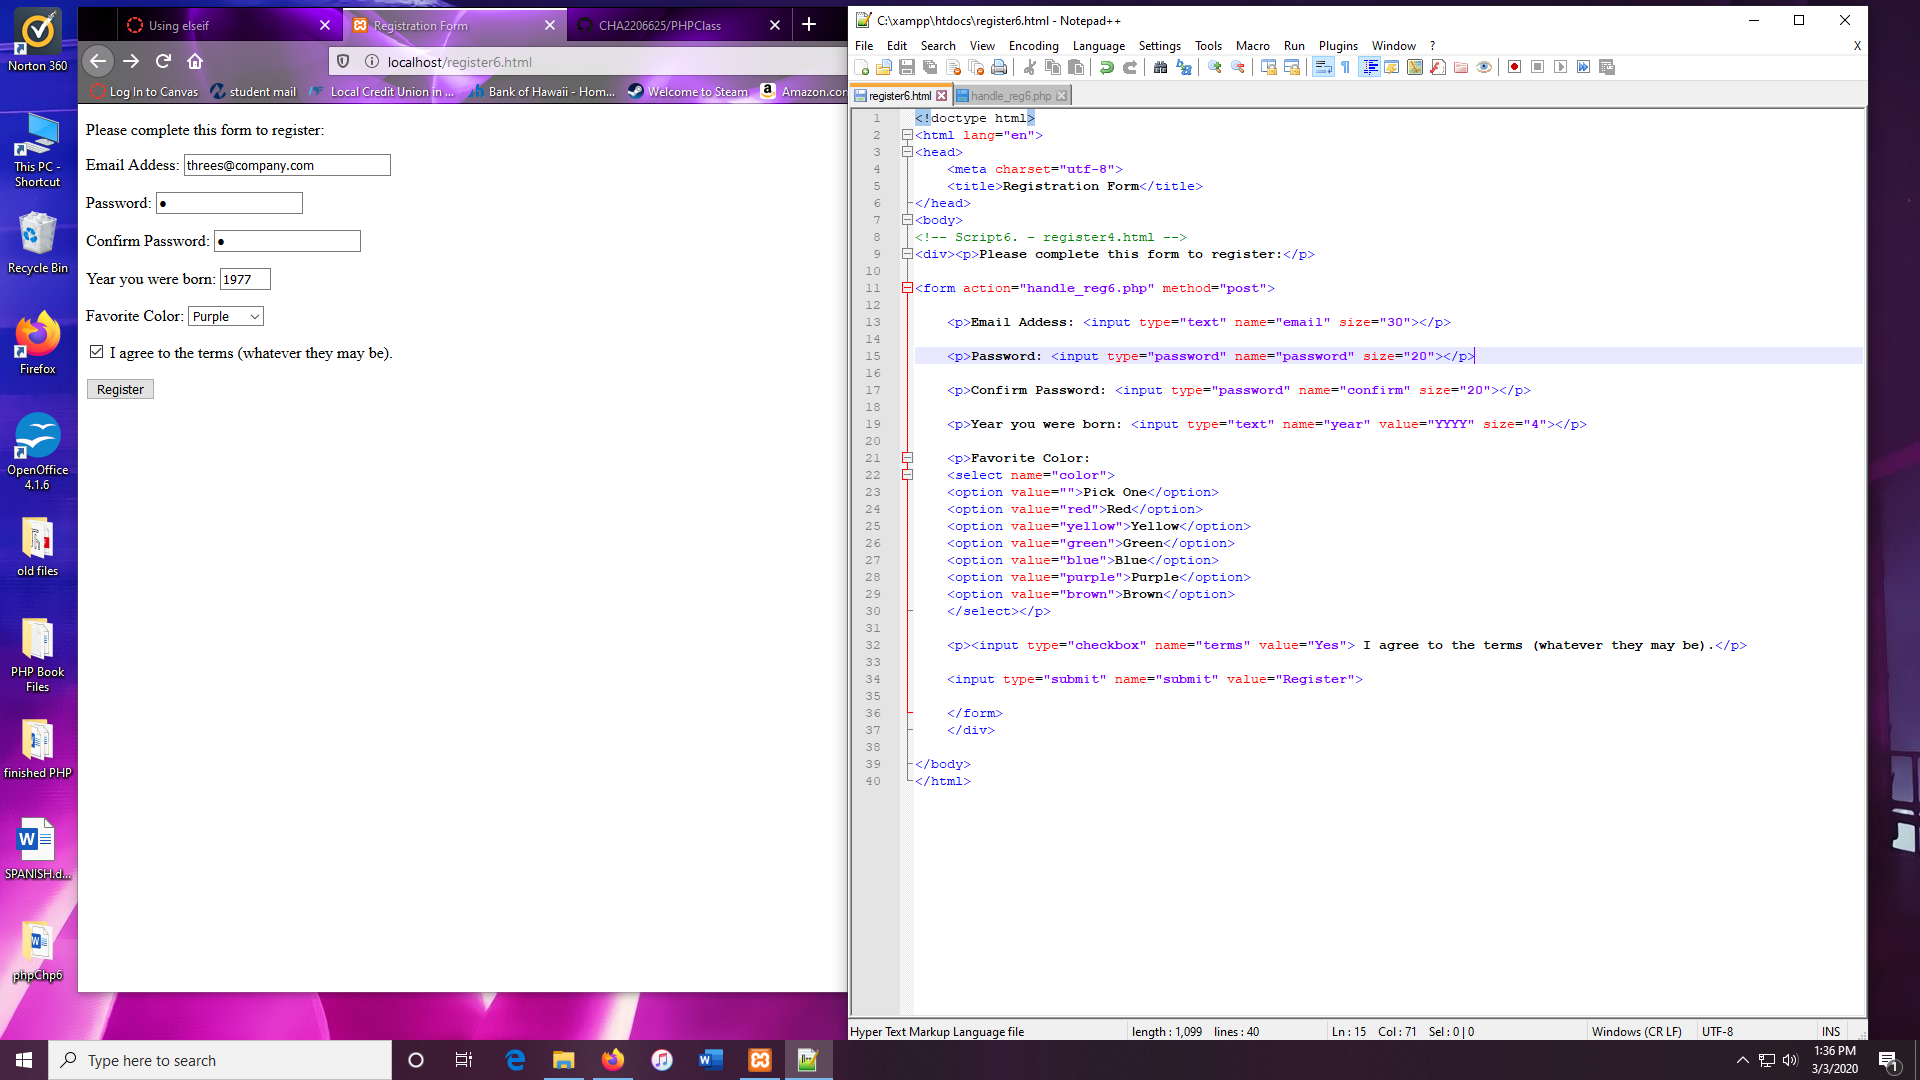 Norton 360
This PC - Shortcut
Recycle Bin
Firefox
OpenOffice 4.1.6
old files
PHP Book Files
finished PHP
SPANISH.d...
phpChp6
Using elseif
Registration Form
CHA2206625/PHPClass
localhost/register6.html
Log In to Canvas
student mail
Local Credit Union in ...
Bank of Hawaii - Hom...
Welcome to Steam
Amazon.con
Please complete this form to register:
Email Addess: threes@company.com
Password: ●
Confirm Password: ●
Year you were born: 1977
Favorite Color: Purple
I agree to the terms (whatever they may be).
Register
C:\xampp\htdocs\register6.html - Notepad++
File Edit Search View Encoding Language Settings Tools Macro Run Plugins Window ? X
register6.html
handle_reg6.php
1 <!doctype html>
2 <html lang="en">
3 <head>
4 <meta charset="utf-8">
5 <title>Registration Form</title>
6 </head>
7 <body>
8 <!-- Script6. - register4.html -->
9 <div><p>Please complete this form to register:</p>
10
11 <form action="handle_reg6.php" method="post">
12
13 <p>Email Addess: <input type="text" name="email" size="30"></p>
14
15 <p>Password: <input type="password" name="password" size="20"></p>
16
17 <p>Confirm Password: <input type="password" name="confirm" size="20"></p>
18
19 <p>Year you were born: <input type="text" name="year" value="YYYY" size="4"></p>
20
21 <p>Favorite Color:
22 <select name="color">
23 <option value="">Pick One</option>
24 <option value="red">Red</option>
25 <option value="yellow">Yellow</option>
26 <option value="green">Green</option>
27 <option value="blue">Blue</option>
28 <option value="purple">Purple</option>
29 <option value="brown">Brown</option>
30 </select></p>
31
32 <p><input type="checkbox" name="terms" value="Yes"> I agree to the terms (whatever they may be).</p>
33
34 <input type="submit" name="submit" value="Register">
35
36 </form>
37 </div>
38
39 </body>
40 </html>
Hyper Text Markup Language file length : 1,099 lines : 40 Ln : 15 Col : 71 Sel : 0 | 0 Windows (CR LF) UTF-8 INS
Type here to search
1:36 PM
3/3/2020
1